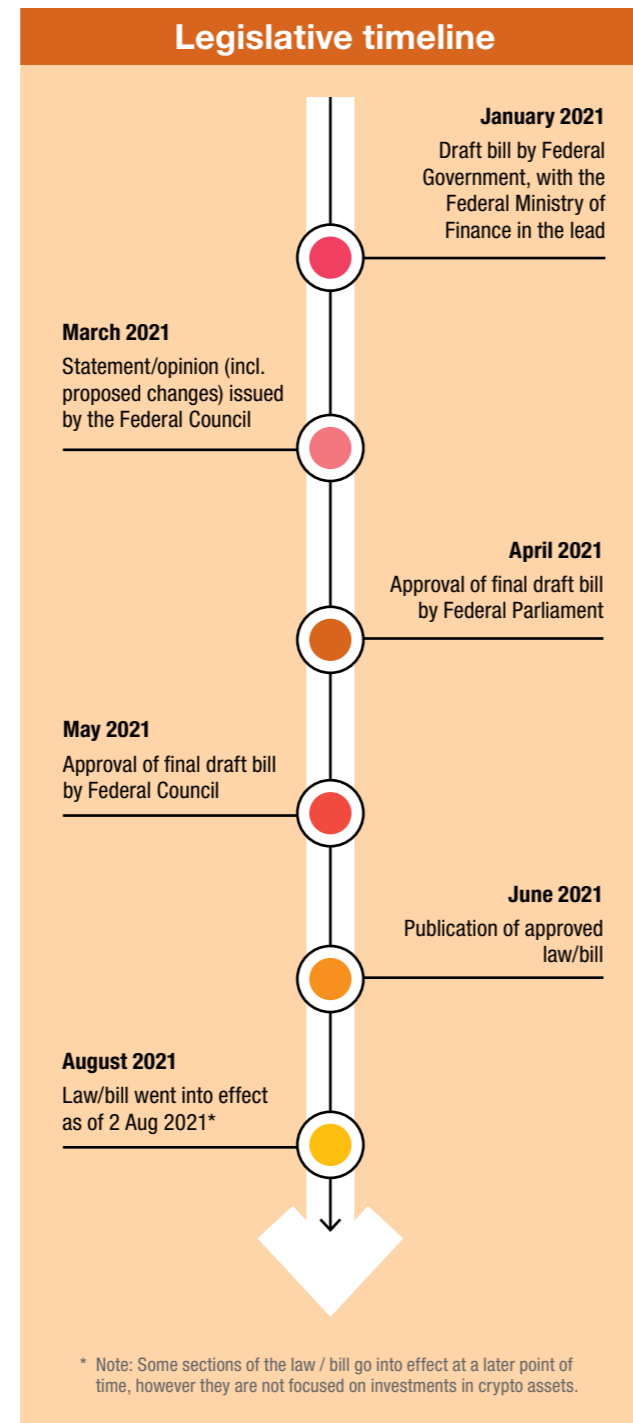 Legislative timeline
January 2021
Draft bill by Federal
Government, with the
Federal Ministry of
Finance in the lead
March 2021
Statement/opinion (incl.
proposed changes) issued
by the Federal Council
April 2021
Approval of final draft bill
by Federal Parliament
May 2021
Approval of final draft bill
by Federal Council
June 2021
Publication of approved
law/bill
August 2021
Law/bill went into effect
as of 2 Aug 2021*
* Note: Some sections of the law / bill go into effect at a later point of
time, however they are not focused on investments in crypto assets.